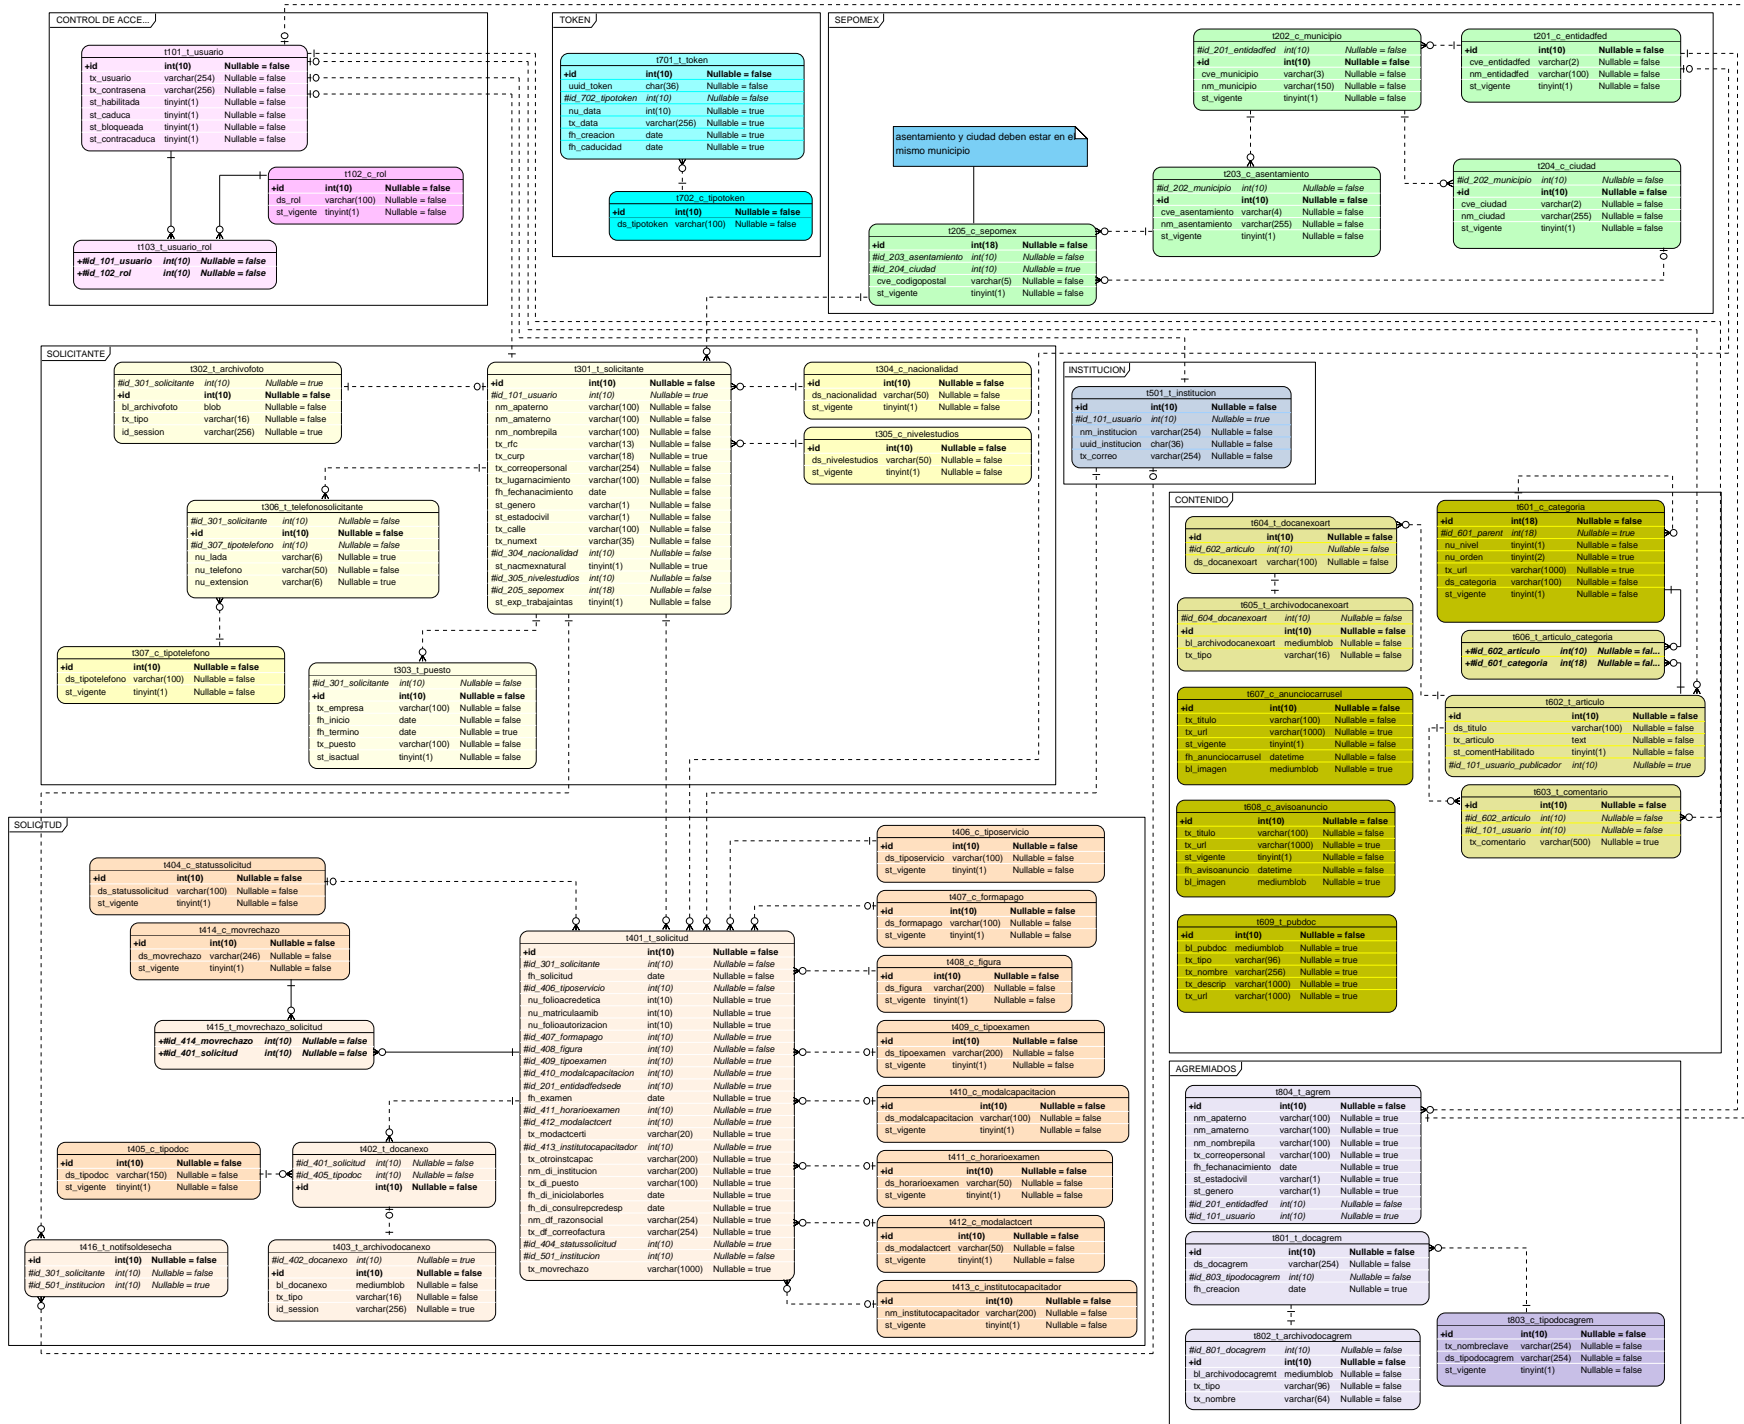 CONTROL DE ACCE...
t101_t_usuario
+id int(10) Nullable = false
tx_usuario varchar(254) Nullable = false
tx_contrasena varchar(256) Nullable = false
st_habilitada tinyint(1) Nullable = false
st_caduca tinyint(1) Nullable = false
st_bloqueada tinyint(1) Nullable = false
st_contracaduca tinyint(1) Nullable = false
t102_c_rol
+id int(10) Nullable = false
ds_rol varchar(100) Nullable = false
st_vigente tinyint(1) Nullable = false
t103_t_usuario_rol
+#id_101_usuario int(10) Nullable = false
+#id_102_rol int(10) Nullable = false
TOKEN
t701_t_token
+id int(10) Nullable = false
uuid_token char(36) Nullable = false
#id_702_tipotoken int(10) Nullable = false
nu_data int(10) Nullable = true
tx_data varchar(256) Nullable = true
fh_creacion date Nullable = false
fh_caducidad date Nullable = false
t702_c_tipotoken
+id int(10) Nullable = false
ds_tipotoken varchar(100) Nullable = false
SEPOMEX
t202_c_municipio
#id_201_entidadfed int(10) Nullable = false
+id int(10) Nullable = false
cve_municipio varchar(3) Nullable = false
nm_municipio varchar(150) Nullable = false
st_vigente tinyint(1) Nullable = false
t201_c_entidadfed
+id int(10) Nullable = false
cve_entidadfed varchar(2) Nullable = false
nm_entidadfed varchar(100) Nullable = false
st_vigente tinyint(1) Nullable = false
asentamiento y ciudad deben estar en el
mismo municipio
t203_c_asentamiento
#id_202_municipio int(10) Nullable = false
+id int(10) Nullable = false
cve_asentamiento varchar(4) Nullable = false
nm_asentamiento varchar(255) Nullable = false
st_vigente tinyint(1) Nullable = false
t204_c_ciudad
#id_202_municipio int(10) Nullable = false
+id int(10) Nullable = false
cve_ciudad varchar(2) Nullable = false
nm_ciudad varchar(255) Nullable = false
st_vigente tinyint(1) Nullable = false
t205_c_sepomex
+id int(18) Nullable = false
#id_203_asentamiento int(10) Nullable = false
#id_204_ciudad int(10) Nullable = true
cve_codigopostal varchar(5) Nullable = false
st_vigente tinyint(1) Nullable = false
SOLICITANTE
t302_t_archivofoto
#id_301_solicitante int(10) Nullable = true
+id int(10) Nullable = false
bl_archivofoto blob Nullable = false
tx_tipo varchar(16) Nullable = false
id_session varchar(256) Nullable = true
t301_t_solicitante
+id int(10) Nullable = false
#id_101_usuario int(10) Nullable = true
nm_apaterno varchar(100) Nullable = false
nm_amaterno varchar(100) Nullable = false
nm_nombrepila varchar(100) Nullable = false
tx_rfc varchar(13) Nullable = false
tx_curp varchar(18) Nullable = true
tx_correopersonal varchar(254) Nullable = false
tx_lugarnacimiento varchar(100) Nullable = false
fh_fechanacimiento date Nullable = false
st_genero varchar(1) Nullable = false
st_estadocivil varchar(1) Nullable = false
tx_calle varchar(100) Nullable = false
tx_numext varchar(35) Nullable = false
#id_304_nacionalidad int(10) Nullable = false
st_nacmexnatural tinyint(1) Nullable = true
#id_305_nivelestudios int(10) Nullable = false
#id_205_sepomex int(18) Nullable = false
st_exp_trabajaintas tinyint(1) Nullable = false
t304_c_nacionalidad
+id int(10) Nullable = false
ds_nacionalidad varchar(50) Nullable = false
st_vigente tinyint(1) Nullable = false
t305_c_nivelestudios
+id int(10) Nullable = false
ds_nivelestudios varchar(50) Nullable = false
st_vigente tinyint(1) Nullable = false
t306_t_telefonosolicitante
#id_301_solicitante int(10) Nullable = false
+id int(10) Nullable = false
#id_307_tipotelefono int(10) Nullable = false
nu_lada varchar(6) Nullable = true
nu_telefono varchar(50) Nullable = false
nu_extension varchar(6) Nullable = true
t307_c_tipotelefono
+id int(10) Nullable = false
ds_tipotelefono varchar(100) Nullable = false
st_vigente tinyint(1) Nullable = false
t303_t_puesto
#id_301_solicitante int(10) Nullable = false
+id int(10) Nullable = false
tx_empresa varchar(100) Nullable = false
fh_inicio date Nullable = false
fh_termino date Nullable = true
tx_puesto varchar(100) Nullable = false
st_isactual tinyint(1) Nullable = false
INSTITUCION
t501_t_institucion
+id int(10) Nullable = false
#id_101_usuario int(10) Nullable = true
nm_institucion varchar(254) Nullable = false
uuid_institucion char(36) Nullable = false
tx_correo varchar(254) Nullable = false
CONTENIDO
t604_t_docanexoart
+id int(10) Nullable = false
#id_602_articulo int(10) Nullable = false
ds_docanexoart varchar(100) Nullable = false
t601_c_categoria
+id int(18) Nullable = false
#id_601_parent int(18) Nullable = true
nu_nivel tinyint(1) Nullable = false
nu_orden tinyint(2) Nullable = true
tx_url varchar(1000) Nullable = true
ds_categoria varchar(100) Nullable = false
st_vigente tinyint(1) Nullable = false
t605_t_archivodocanexoart
#id_604_docanexoart int(10) Nullable = false
+id int(10) Nullable = false
bl_archivodocanexoart mediumblob Nullable = false
tx_tipo varchar(16) Nullable = false
t606_t_articulo_categoria
+#id_602_articulo int(10) Nullable = fal...
+#id_601_categoria int(18) Nullable = fal...
t607_c_anunciocarrusel
+id int(10) Nullable = false
tx_titulo varchar(100) Nullable = true
tx_url varchar(1000) Nullable = true
st_vigente tinyint(1) Nullable = false
fh_anunciocarrusel datetime Nullable = false
bl_imagen mediumblob Nullable = true
t602_t_articulo
+id int(10) Nullable = false
ds_titulo varchar(100) Nullable = false
tx_articulo text Nullable = false
st_comentHabilitado tinyint(1) Nullable = false
#id_101_usuario_publicador int(10) Nullable = true
t603_t_comentario
+id int(10) Nullable = false
#id_602_articulo int(10) Nullable = false
#id_101_usuario int(10) Nullable = false
tx_comentario varchar(500) Nullable = true
t608_c_avisoanuncio
+id int(10) Nullable = false
tx_titulo varchar(100) Nullable = true
tx_url varchar(1000) Nullable = true
st_vigente tinyint(1) Nullable = false
fh_avisoanuncio datetime Nullable = false
bl_imagen mediumblob Nullable = true
t609_t_pubdoc
+id int(10) Nullable = false
bl_pubdoc mediumblob Nullable = true
tx_tipo varchar(96) Nullable = true
tx_nombre varchar(256) Nullable = true
tx_descrip varchar(1000) Nullable = true
tx_url varchar(1000) Nullable = true
SOLICITUD
t404_c_statussolicitud
+id int(10) Nullable = false
ds_statussolicitud varchar(100) Nullable = false
st_vigente tinyint(1) Nullable = false
t414_c_movrechazo
+id int(10) Nullable = false
ds_movrechazo varchar(246) Nullable = false
st_vigente tinyint(1) Nullable = false
t415_t_movrechazo_solicitud
+#id_414_movrechazo int(10) Nullable = false
+#id_401_solicitud int(10) Nullable = false
t405_c_tipodoc
+id int(10) Nullable = false
ds_tipodoc varchar(150) Nullable = false
st_vigente tinyint(1) Nullable = false
t402_t_docanexo
#id_401_solicitud int(10) Nullable = false
#id_405_tipodoc int(10) Nullable = false
+id int(10) Nullable = false
t416_t_notifsoldesecha
+id int(10) Nullable = false
#id_301_solicitante int(10) Nullable = false
#id_501_institucion int(10) Nullable = true
t403_t_archivodocanexo
#id_402_docanexo int(10) Nullable = true
+id int(10) Nullable = false
bl_docanexo mediumblob Nullable = false
tx_tipo varchar(16) Nullable = false
id_session varchar(256) Nullable = true
t401_t_solicitud
+id int(10) Nullable = false
#id_301_solicitante int(10) Nullable = false
fh_solicitud date Nullable = false
#id_406_tiposervicio int(10) Nullable = false
nu_folioacredetica int(10) Nullable = true
nu_matriculaamib int(10) Nullable = true
nu_folioautorizacion int(10) Nullable = true
#id_407_formapago int(10) Nullable = true
#id_408_figura int(10) Nullable = false
#id_409_tipoexamen int(10) Nullable = true
#id_410_modalcapacitacion int(10) Nullable = true
#id_201_entidadfedsede int(10) Nullable = true
fh_examen date Nullable = true
#id_411_horarioexamen int(10) Nullable = true
#id_412_modalactcert int(10) Nullable = true
tx_modactcerti varchar(20) Nullable = true
#id_413_institutocapacitador int(10) Nullable = true
tx_otroinstcapac varchar(200) Nullable = true
nm_di_institucion varchar(200) Nullable = true
tx_di_puesto varchar(100) Nullable = true
fh_di_iniciolaborles date Nullable = true
fh_di_consulrepcredesp date Nullable = true
nm_df_razonsocial varchar(254) Nullable = true
tx_df_correofactura varchar(254) Nullable = true
#id_404_statussolicitud int(10) Nullable = true
#id_501_institucion int(10) Nullable = false
tx_movrechazo varchar(1000) Nullable = true
t406_c_tiposervicio
+id int(10) Nullable = false
ds_tiposervicio varchar(100) Nullable = false
st_vigente tinyint(1) Nullable = false
t407_c_formapago
+id int(10) Nullable = false
ds_formapago varchar(100) Nullable = false
st_vigente tinyint(1) Nullable = false
t408_c_figura
+id int(10) Nullable = false
ds_figura varchar(200) Nullable = false
st_vigente tinyint(1) Nullable = false
t409_c_tipoexamen
+id int(10) Nullable = false
ds_tipoexamen varchar(200) Nullable = false
st_vigente tinyint(1) Nullable = false
t410_c_modalcapacitacion
+id int(10) Nullable = false
ds_modalcapacitacion varchar(100) Nullable = false
st_vigente tinyint(1) Nullable = false
t411_c_horarioexamen
+id int(10) Nullable = false
ds_horarioexamen varchar(50) Nullable = false
st_vigente tinyint(1) Nullable = false
t412_c_modalactcert
+id int(10) Nullable = false
ds_modalactcert varchar(50) Nullable = false
st_vigente tinyint(1) Nullable = false
t413_c_institutocapacitador
+id int(10) Nullable = false
nm_institutocapacitador varchar(200) Nullable = false
st_vigente tinyint(1) Nullable = false
AGREMIADOS
t804_t_agrem
+id int(10) Nullable = false
nm_apaterno varchar(100) Nullable = true
nm_amaterno varchar(100) Nullable = true
nm_nombrepila varchar(100) Nullable = true
tx_correopersonal varchar(100) Nullable = true
fh_fechanacimiento date Nullable = true
st_estadocivil varchar(1) Nullable = true
st_genero varchar(1) Nullable = true
#id_201_entidadfed int(10) Nullable = false
#id_101_usuario int(10) Nullable = true
t801_t_docagrem
+id int(10) Nullable = false
ds_docagrem varchar(254) Nullable = true
#id_803_tipodocagrem int(10) Nullable = false
fh_creacion date Nullable = true
t802_t_archivodocagrem
#id_801_docagrem int(10) Nullable = false
+id int(10) Nullable = false
bl_archivodocagremt mediumblob Nullable = false
tx_tipo varchar(96) Nullable = false
tx_nombre varchar(64) Nullable = false
t803_c_tipodocagrem
+id int(10) Nullable = false
tx_nombreclave varchar(254) Nullable = false
ds_tipodocagrem varchar(254) Nullable = false
st_vigente tinyint(1) Nullable = false